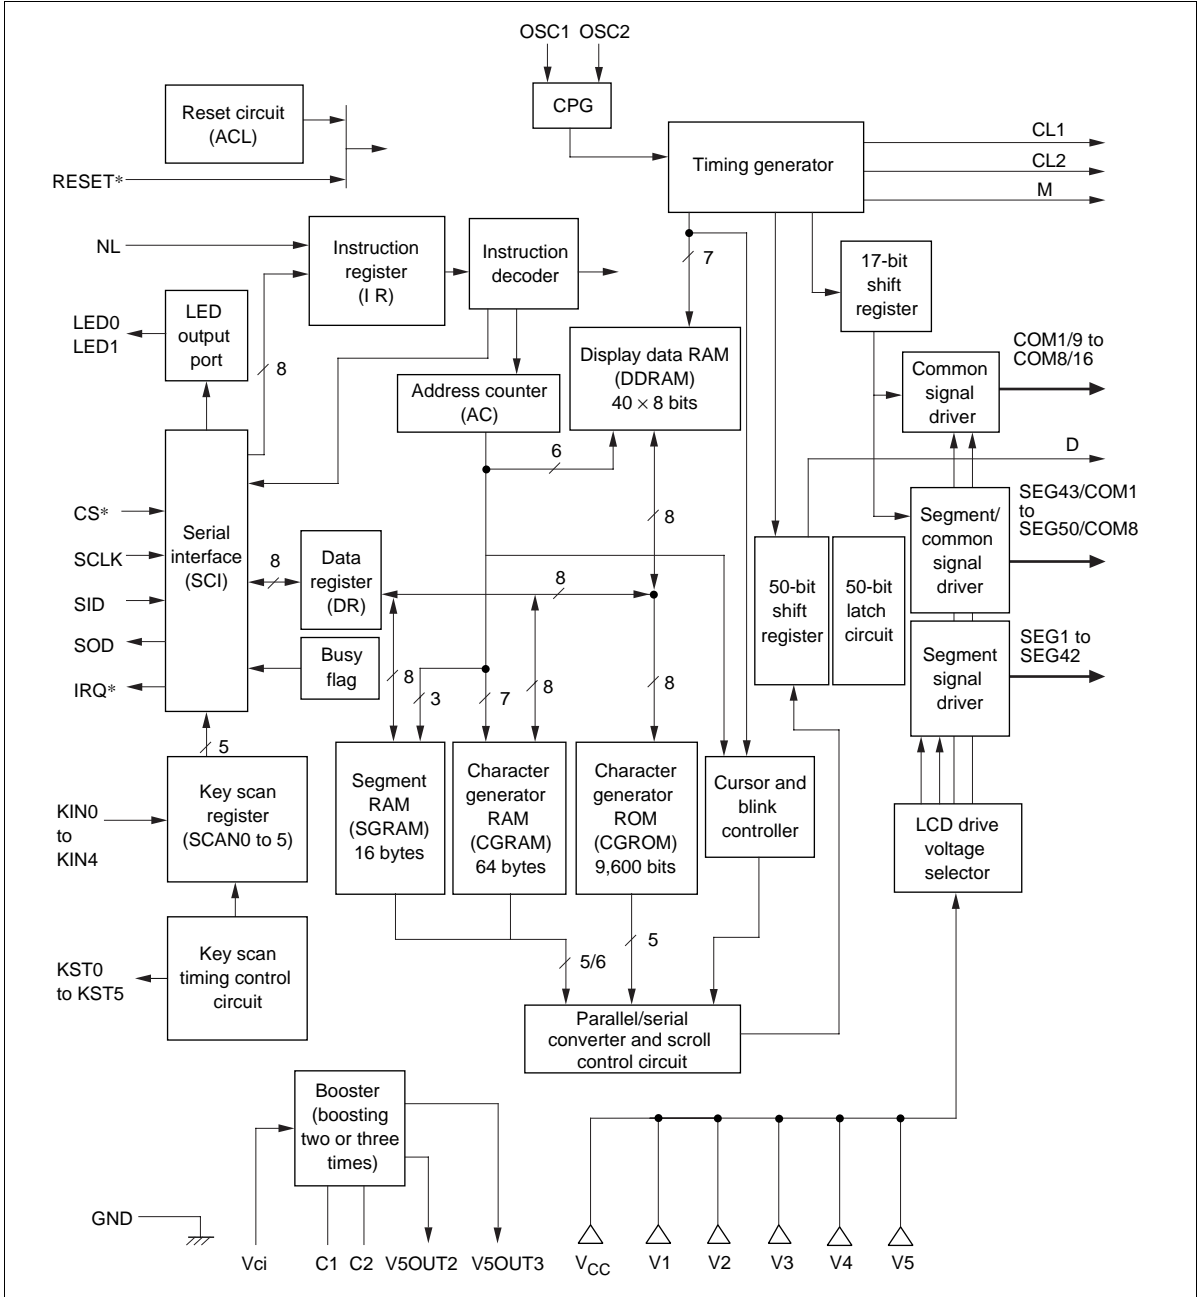 OSC1 OSC2
CPG
Reset circuit
(ACL)
RESET*
Timing generator
CL1
CL2
M
NL
Instruction
register
(I R)
Instruction
decoder
7
17-bit
shift
register
LED0
LED1
LED
output
port
8
Address counter
(AC)
Display data RAM
(DDRAM)
40 × 8 bits
COM1/9 to
COM8/16
Common
signal
driver
6
D
CS*
SCLK
SID
SOD
IRQ*
Serial
interface
(SCI)
8
Data
register
(DR)
8
8
Busy
flag
8
3
7
8
8
50-bit
shift
register
50-bit
latch
circuit
Segment/
common
signal
driver
SEG43/COM1
to
SEG50/COM8
Segment
signal
driver
SEG1 to
SEG42
5
KIN0
to
KIN4
Key scan
register
(SCAN0 to 5)
Segment
RAM
(SGRAM)
16 bytes
Character
generator
RAM
(CGRAM)
64 bytes
Character
generator
ROM
(CGROM)
9,600 bits
Cursor and
blink
controller
LCD drive
voltage
selector
KST0
to KST5
Key scan
timing control
circuit
5/6
5
Parallel/serial
converter and scroll
control circuit
Booster
(boosting
two or three
times)
GND
Vci
C1
C2
V5OUT2
V5OUT3
VCC
V1
V2
V3
V4
V5